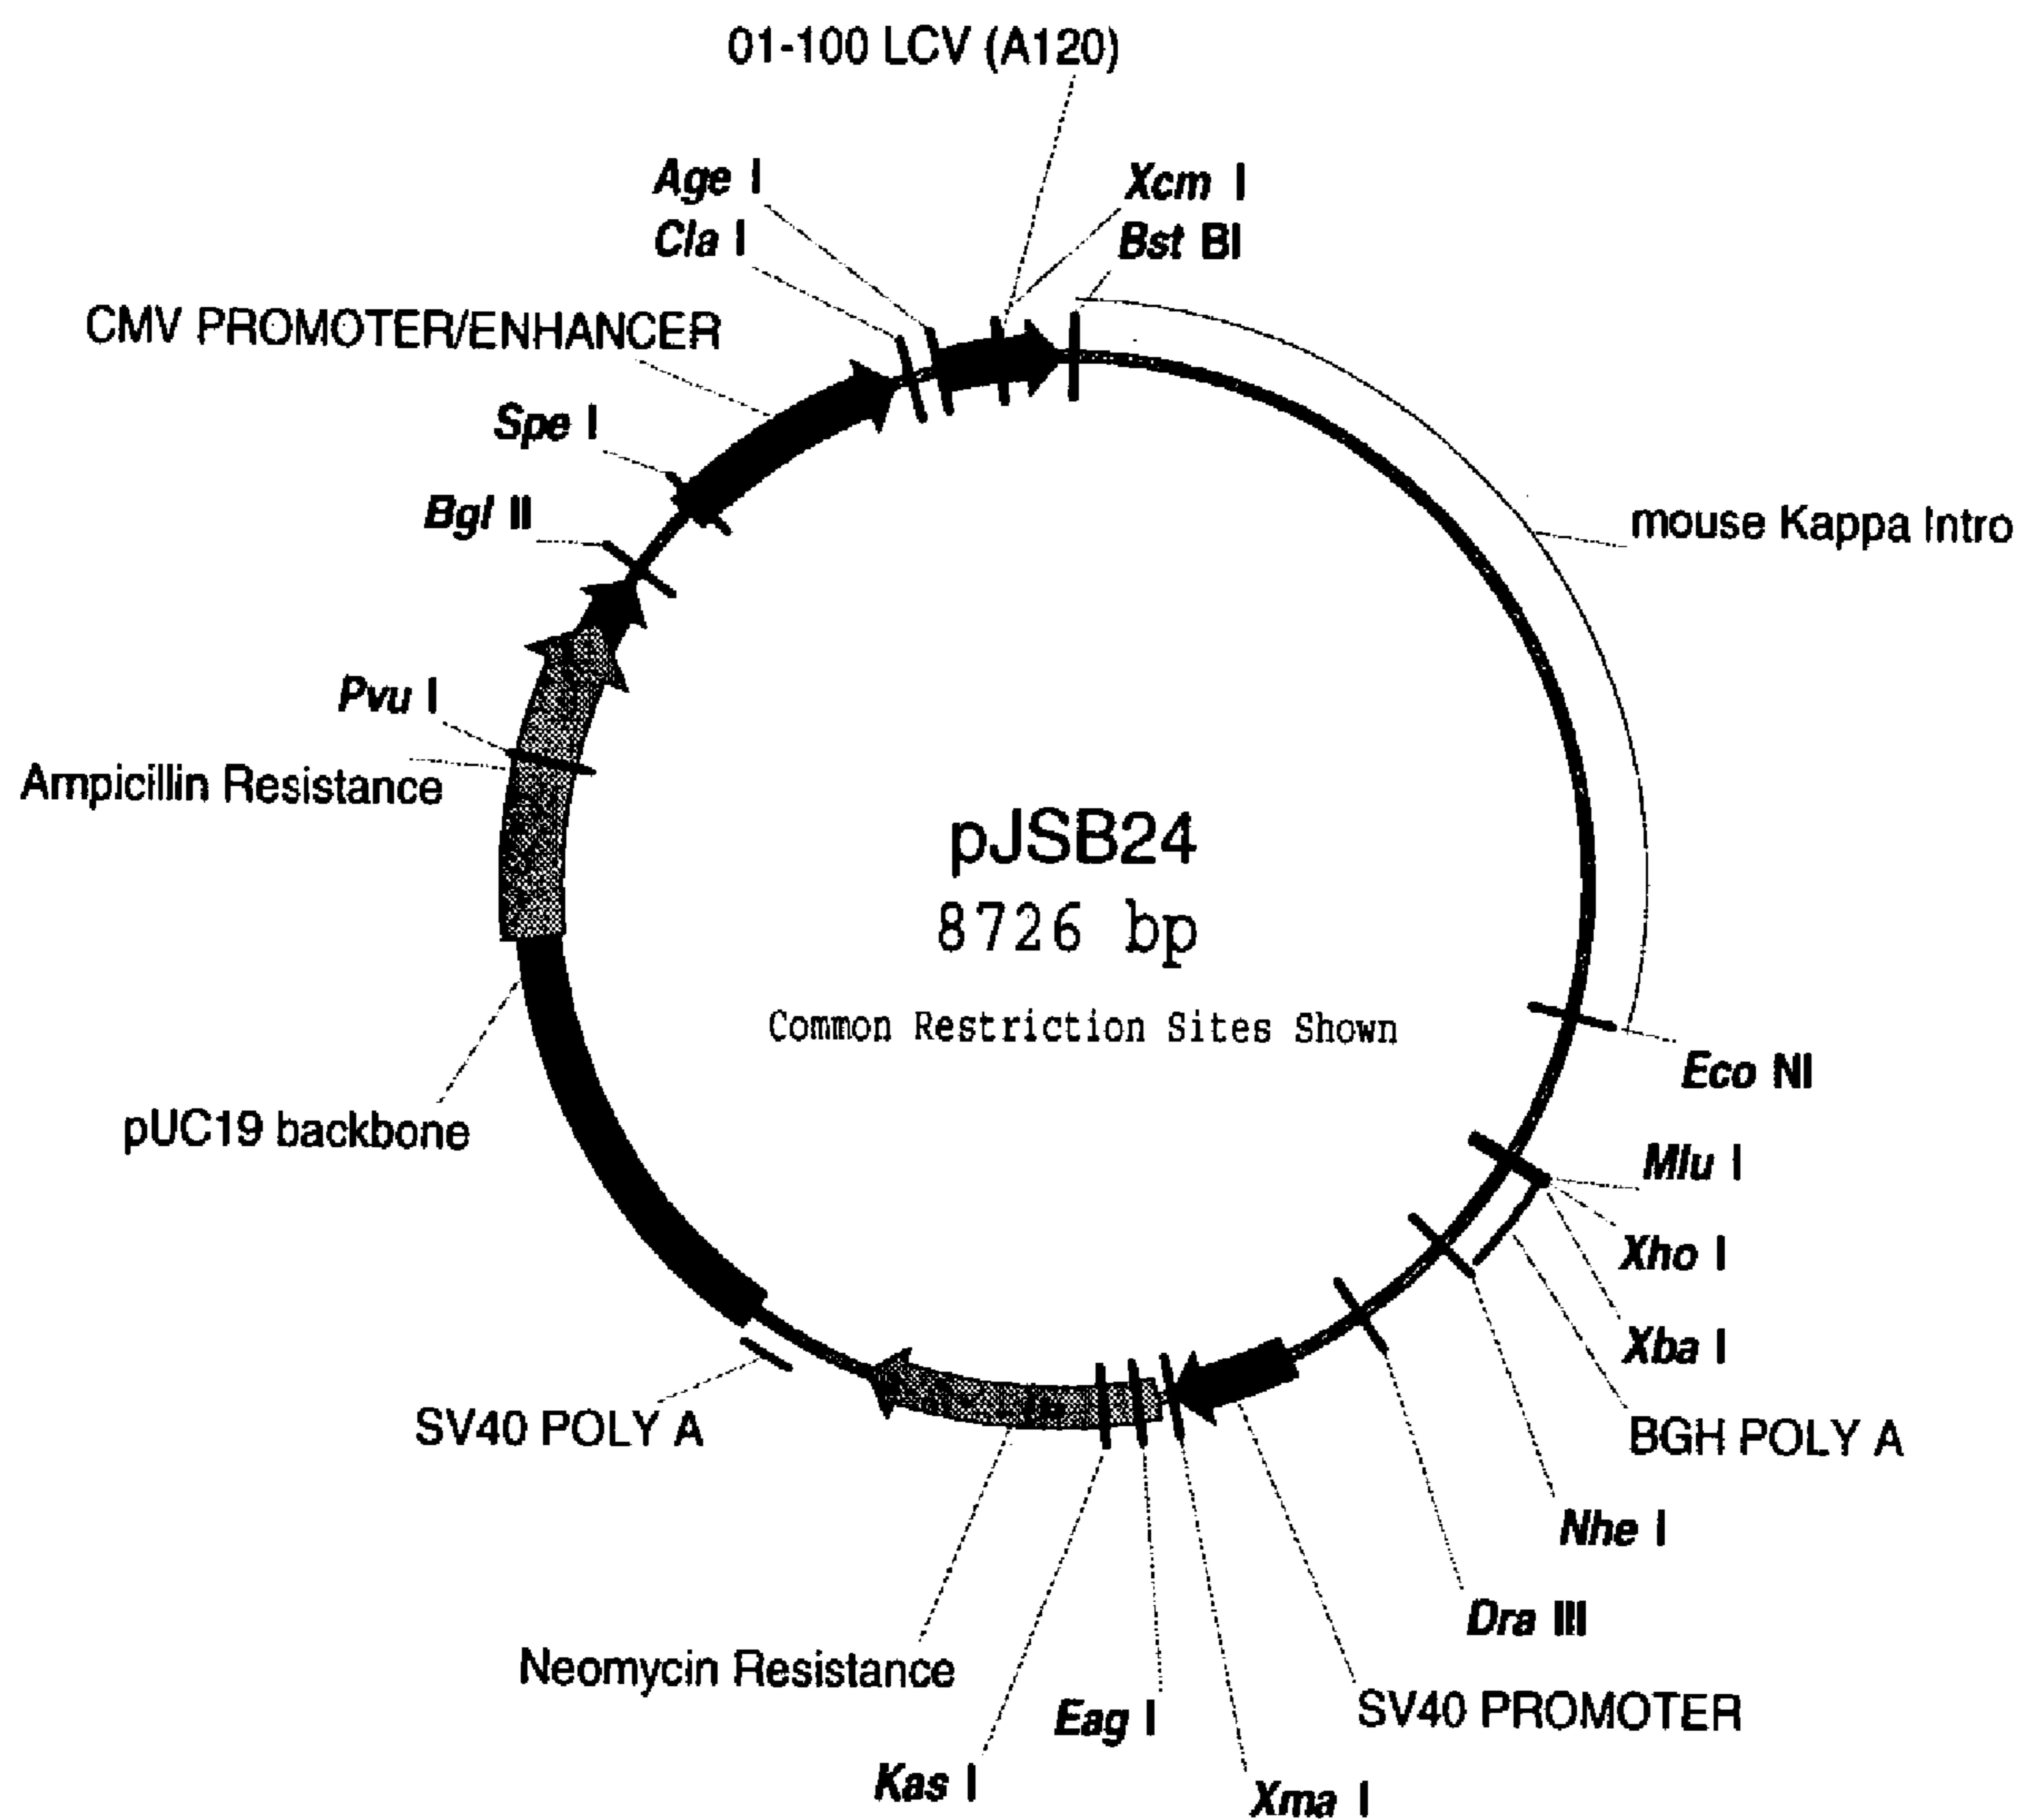 01-100 LCV (A120)
Age I
Xcm I
Cla I
Bst BI
CMV PROMOTER/ENHANCER
Spe I
Bgl II
mouse Kappa Intro
Pvu I
Ampicillin Resistance
pJSB24
8726 bp
Common Restriction Sites Shown
Eco NI
pUC19 backbone
Mlu I
Xho I
Xba I
SV40 POLY A
BGH POLY A
Nhe I
Dra III
Neomycin Resistance
SV40 PROMOTER
Eag I
Kas I
Xma I